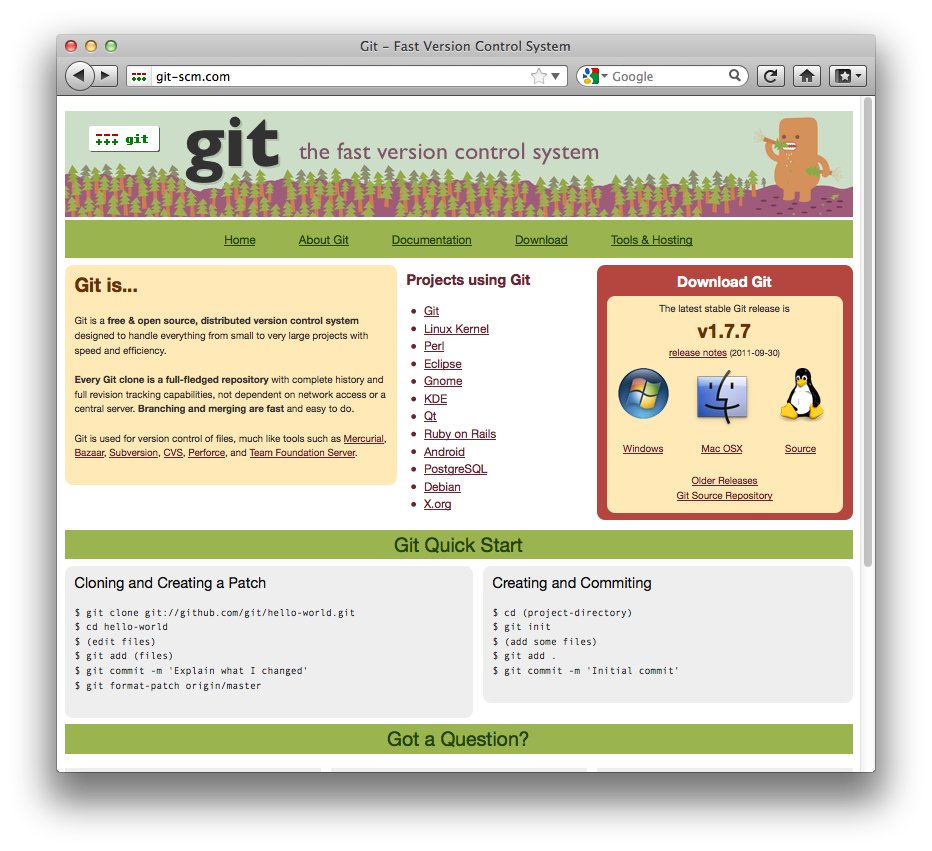 Git - Fast Version Control System
git-scm.com
Google
git
git
the fast version control system
Home
About Git
Documentation
Download
Tools & Hosting
Git is...
Git is a free & open source, distributed version control system
designed to handle everything from small to very large projects with
speed and efficiency.
Every Git clone is a full-fledged repository with complete history and
full revision tracking capabilities, not dependent on network access or a
central server. Branching and merging are fast and easy to do.
Git is used for version control of files, much like tools such as Mercurial,
Bazaar, Subversion, CVS, Perforce, and Team Foundation Server.
Projects using Git
Git
Linux Kernel
Perl
Eclipse
Gnome
KDE
Qt
Ruby on Rails
Android
PostgreSQL
Debian
X.org
Download Git
The latest stable Git release is
v1.7.7
release notes (2011-09-30)
Windows
Mac OSX
Source
Older Releases
Git Source Repository
Git Quick Start
Cloning and Creating a Patch
$ git clone git://github.com/git/hello-world.git
$ cd hello-world
$ (edit files)
$ git add (files)
$ git commit -m 'Explain what I changed'
$ git format-patch origin/master
Creating and Commiting
$ cd (project-directory)
$ git init
$ (add some files)
$ git add .
$ git commit -m 'Initial commit'
Got a Question?